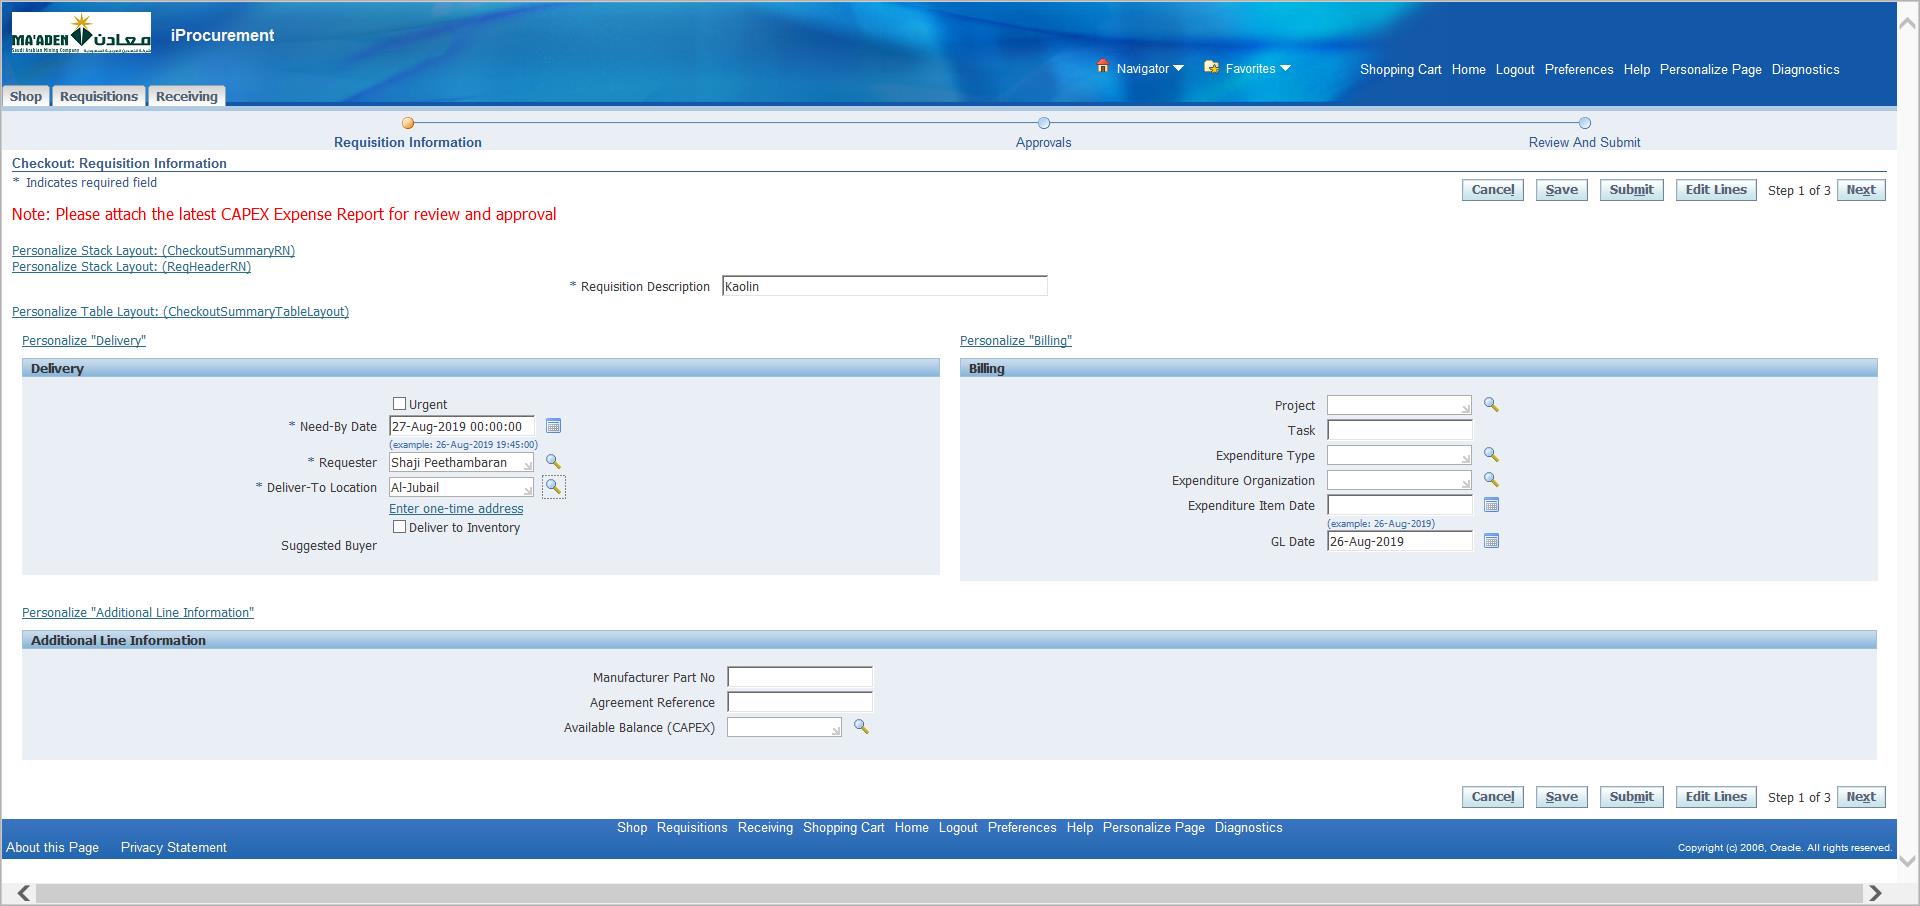 MA'ADEN معادن
Saudi Arabian Mining Company
iProcurement
Navigator Favorites Shopping Cart Home Logout Preferences Help Personalize Page Diagnostics
Shop Requisitions Receiving
Requisition Information Approvals Review And Submit
Checkout: Requisition Information
* Indicates required field
Cancel Save Submit Edit Lines Step 1 of 3 Next
Note: Please attach the latest CAPEX Expense Report for review and approval
Personalize Stack Layout: (CheckoutSummaryRN)
Personalize Stack Layout: (ReqHeaderRN)
* Requisition Description Kaolin
Personalize Table Layout: (CheckoutSummaryTableLayout)
Personalize "Delivery"
Delivery
Urgent
* Need-By Date 27-Aug-2019 00:00:00
(example: 26-Aug-2019 19:45:00)
* Requester Shaji Peethambaran
* Deliver-To Location Al-Jubail
Enter one-time address
Deliver to Inventory
Suggested Buyer
Personalize "Billing"
Billing
Project
Task
Expenditure Type
Expenditure Organization
Expenditure Item Date
(example: 26-Aug-2019)
GL Date 26-Aug-2019
Personalize "Additional Line Information"
Additional Line Information
Manufacturer Part No
Agreement Reference
Available Balance (CAPEX)
Cancel Save Submit Edit Lines Step 1 of 3 Next
Shop Requisitions Receiving Shopping Cart Home Logout Preferences Help Personalize Page Diagnostics
About this Page Privacy Statement
Copyright (c) 2006, Oracle. All rights reserved.